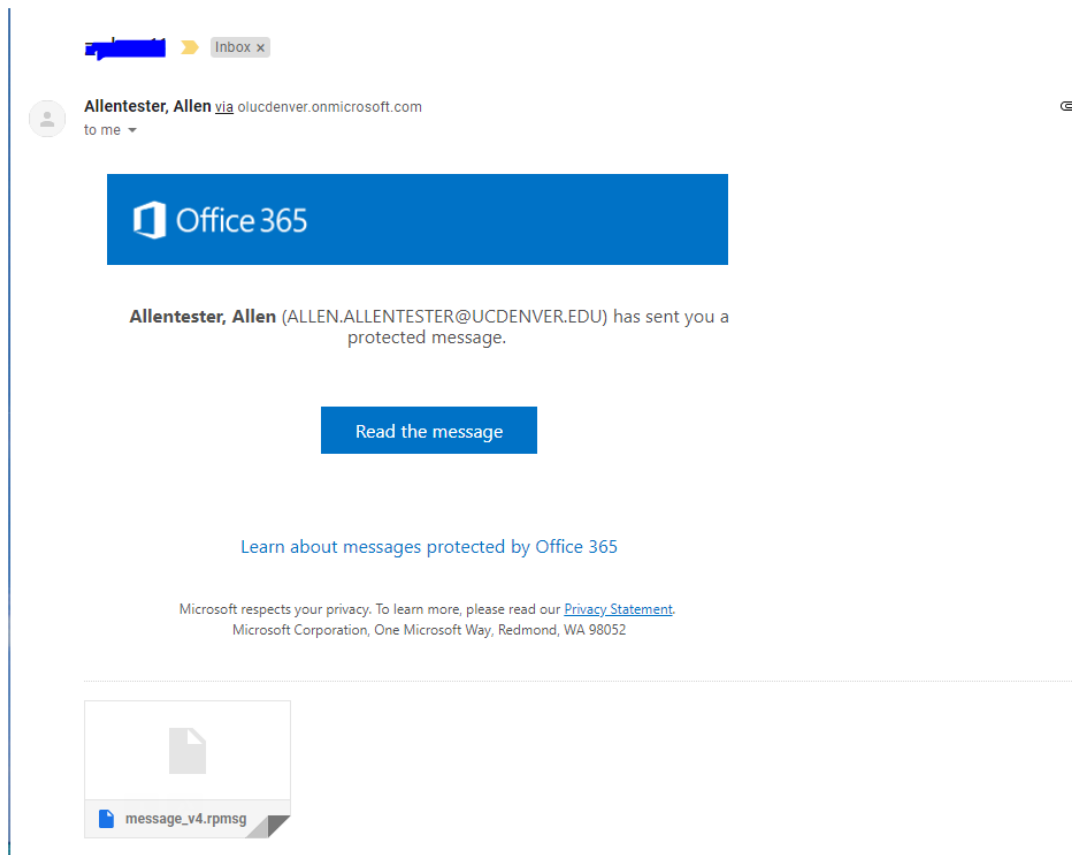 Inbox x
Allentester, Allen via olucdenver.onmicrosoft.com
to me
Office 365
Allentester, Allen (ALLEN.ALLENTESTER@UCDENVER.EDU) has sent you a
protected message.
Read the message
Learn about messages protected by Office 365
Microsoft respects your privacy. To learn more, please read our Privacy Statement.
Microsoft Corporation, One Microsoft Way, Redmond, WA 98052
message_v4.rpmsg